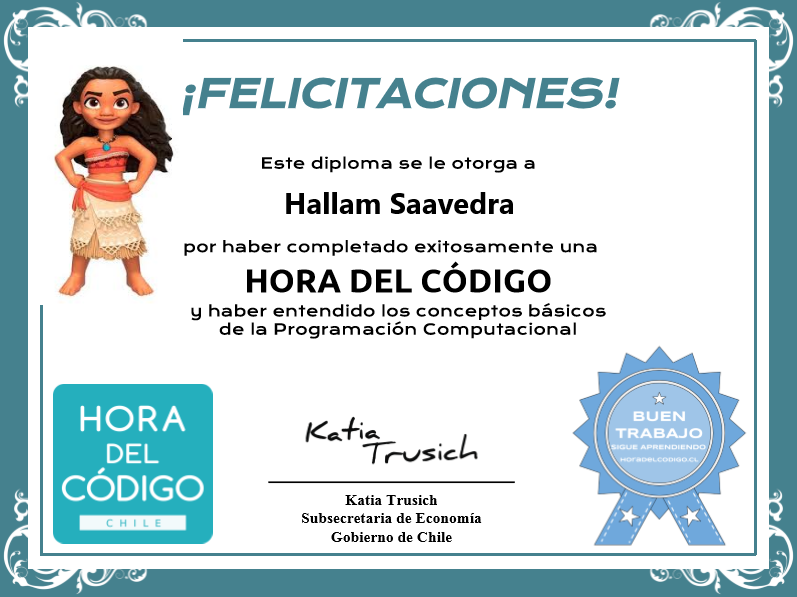 ¡FELICITACIONES!
Este diploma se le otorga a
Hallam Saavedra
por haber completado exitosamente una
HORA DEL CÓDIGO
y haber entendido los conceptos básicos
de la Programación Computacional
HORA
DEL
CÓDIGO
CHILE
Katia
Trusich
Katia Trusich
Subsecretaria de Economía
Gobierno de Chile
BUEN
TRABAJO
SIGUE APRENDIENDO
HORADELCODIGO.CL